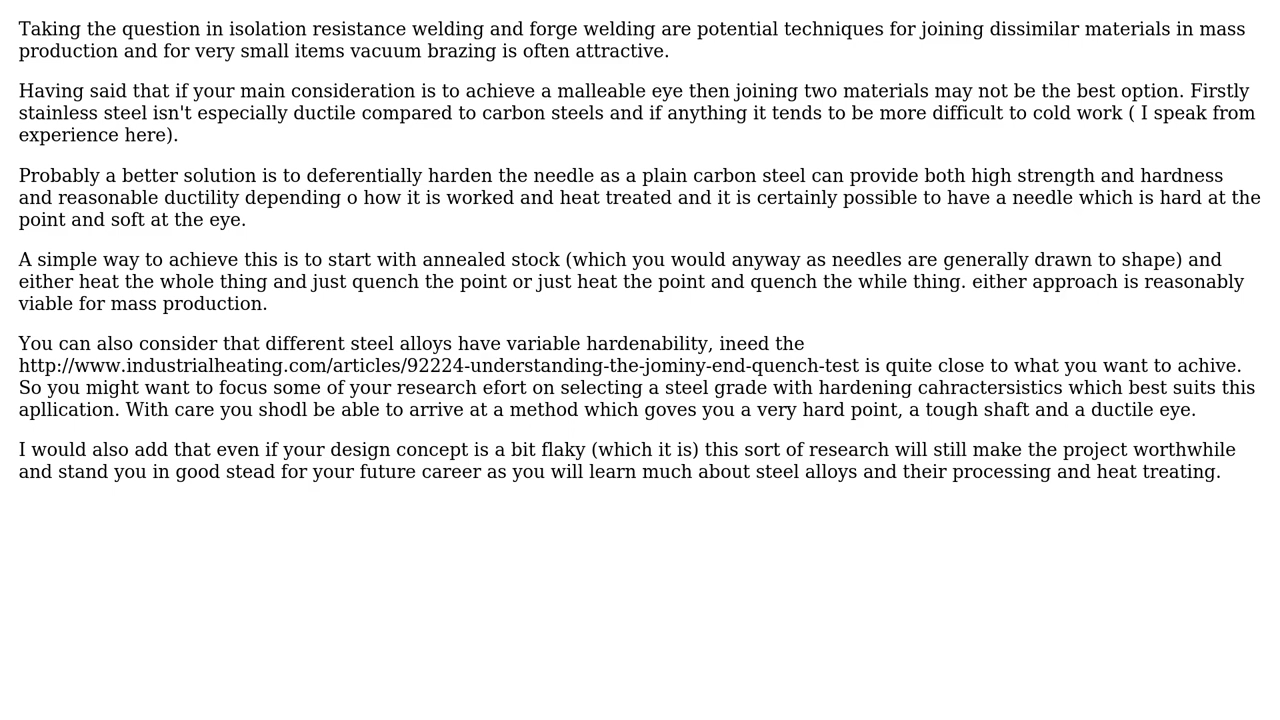 Taking the question in isolation resistance welding and forge welding are potential techniques for joining dissimilar materials in mass
production and for very small items vacuum brazing is often attractive.
Having said that if your main consideration is to achieve a malleable eye then joining two materials may not be the best option. Firstly
stainless steel isn't especially ductile compared to carbon steels and if anything it tends to be more difficult to cold work ( I speak from
experience here).
Probably a better solution is to deferentially harden the needle as a plain carbon steel can provide both high strength and hardness
and reasonable ductility depending o how it is worked and heat treated and it is certainly possible to have a needle which is hard at the
point and soft at the eye.
A simple way to achieve this is to start with annealed stock (which you would anyway as needles are generally drawn to shape) and
either heat the whole thing and just quench the point or just heat the point and quench the while thing. either approach is reasonably
viable for mass production.
You can also consider that different steel alloys have variable hardenability, ineed the
http://www.industrialheating.com/articles/92224-understanding-the-jominy-end-quench-test is quite close to what you want to achive.
So you might want to focus some of your research efort on selecting a steel grade with hardening cahractersistics which best suits this
apllication. With care you shodl be able to arrive at a method which goves you a very hard point, a tough shaft and a ductile eye.
I would also add that even if your design concept is a bit flaky (which it is) this sort of research will still make the project worthwhile
and stand you in good stead for your future career as you will learn much about steel alloys and their processing and heat treating.